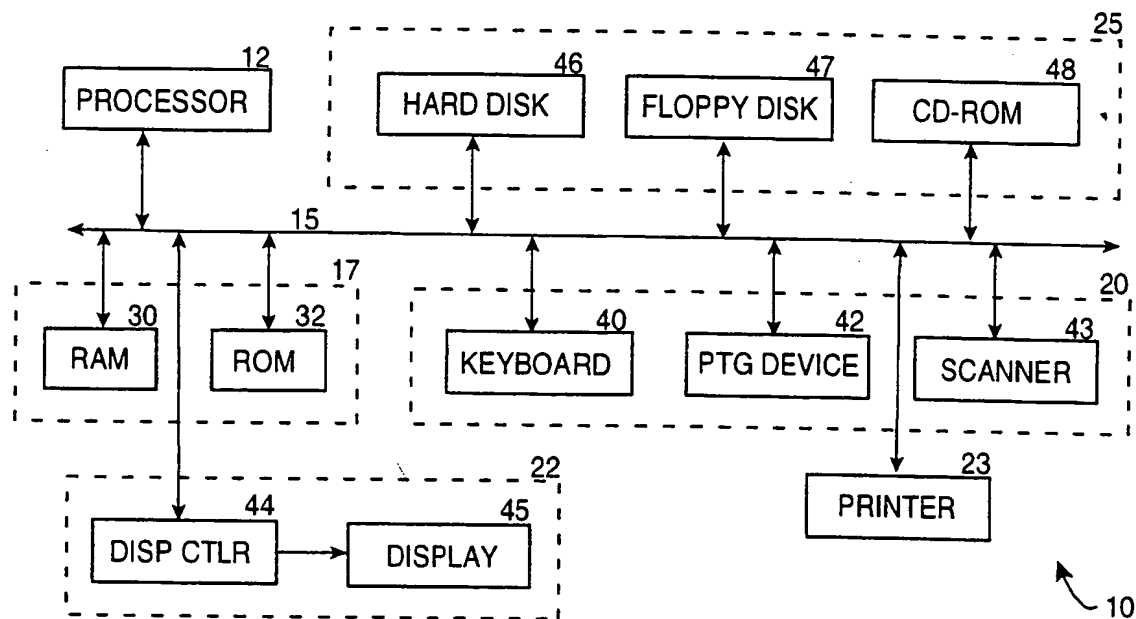 25
12
PROCESSOR
46
HARD DISK
47
FLOPPY DISK
48
CD-ROM
15
17
30
RAM
32
ROM
20
40
KEYBOARD
42
PTG DEVICE
43
SCANNER
22
44
DISP CTLR
45
DISPLAY
23
PRINTER
10